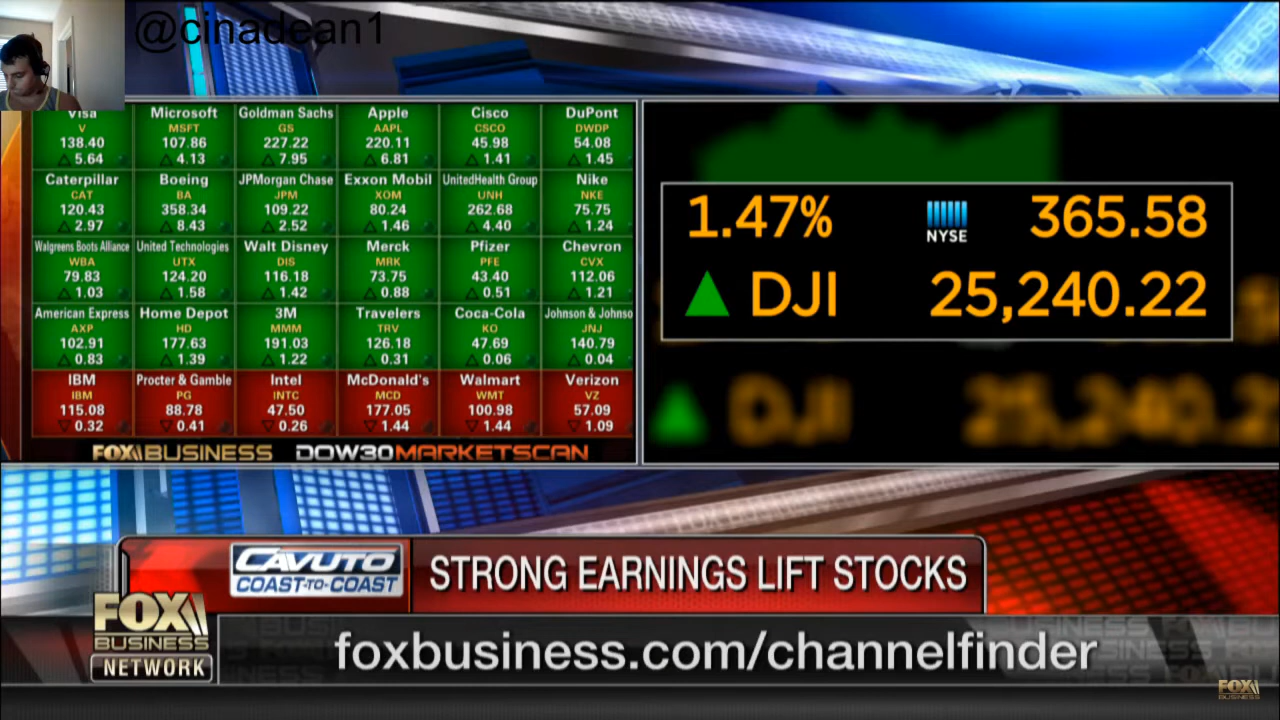 @cinadean1
Visa Microsoft Goldman Sachs Apple Cisco DuPont
V MSFT GS AAPL CSCO DWDP
138.40 107.86 227.22 220.11 45.98 54.08
△ 5.64 △ 4.13 △ 7.95 △ 6.81 △ 1.41 △ 1.45
Caterpillar Boeing JPMorgan Chase Exxon Mobil UnitedHealth Group Nike
CAT BA JPM XOM UNH NKE
120.43 358.34 109.22 80.24 262.68 75.75
△ 2.97 △ 8.43 △ 2.52 △ 1.46 △ 4.40 △ 1.24
Walgreens Boots Alliance United Technologies Walt Disney Merck Pfizer Chevron
WBA UTX DIS MRK PFE CVX
79.83 124.20 116.18 73.75 43.40 112.06
△ 1.03 △ 1.58 △ 1.42 △ 0.88 △ 0.51 △ 1.21
American Express Home Depot 3M Travelers Coca-Cola Johnson & Johnso
AXP HD MMM TRV KO JNJ
102.91 177.63 191.03 126.18 47.69 140.79
△ 0.83 △ 1.39 △ 1.22 △ 0.31 △ 0.06 △ 0.04
IBM Procter & Gamble Intel McDonald's Walmart Verizon
IBM PG INTC MCD WMT VZ
115.08 88.78 47.50 177.05 100.98 57.09
▽ 0.32 ▽ 0.41 ▽ 0.26 ▽ 1.44 ▽ 1.44 ▽ 1.09
FOX BUSINESS DOW30MARKETSCAN
1.47% NYSE 365.58
▲ DJI 25,240.22
▲ DJI 25,240.2
CAVUTO
COAST-TO-COAST
STRONG EARNINGS LIFT STOCKS
FOX
BUSINESS
NETWORK
foxbusiness.com/channelfinder
FOX
BUSINESS